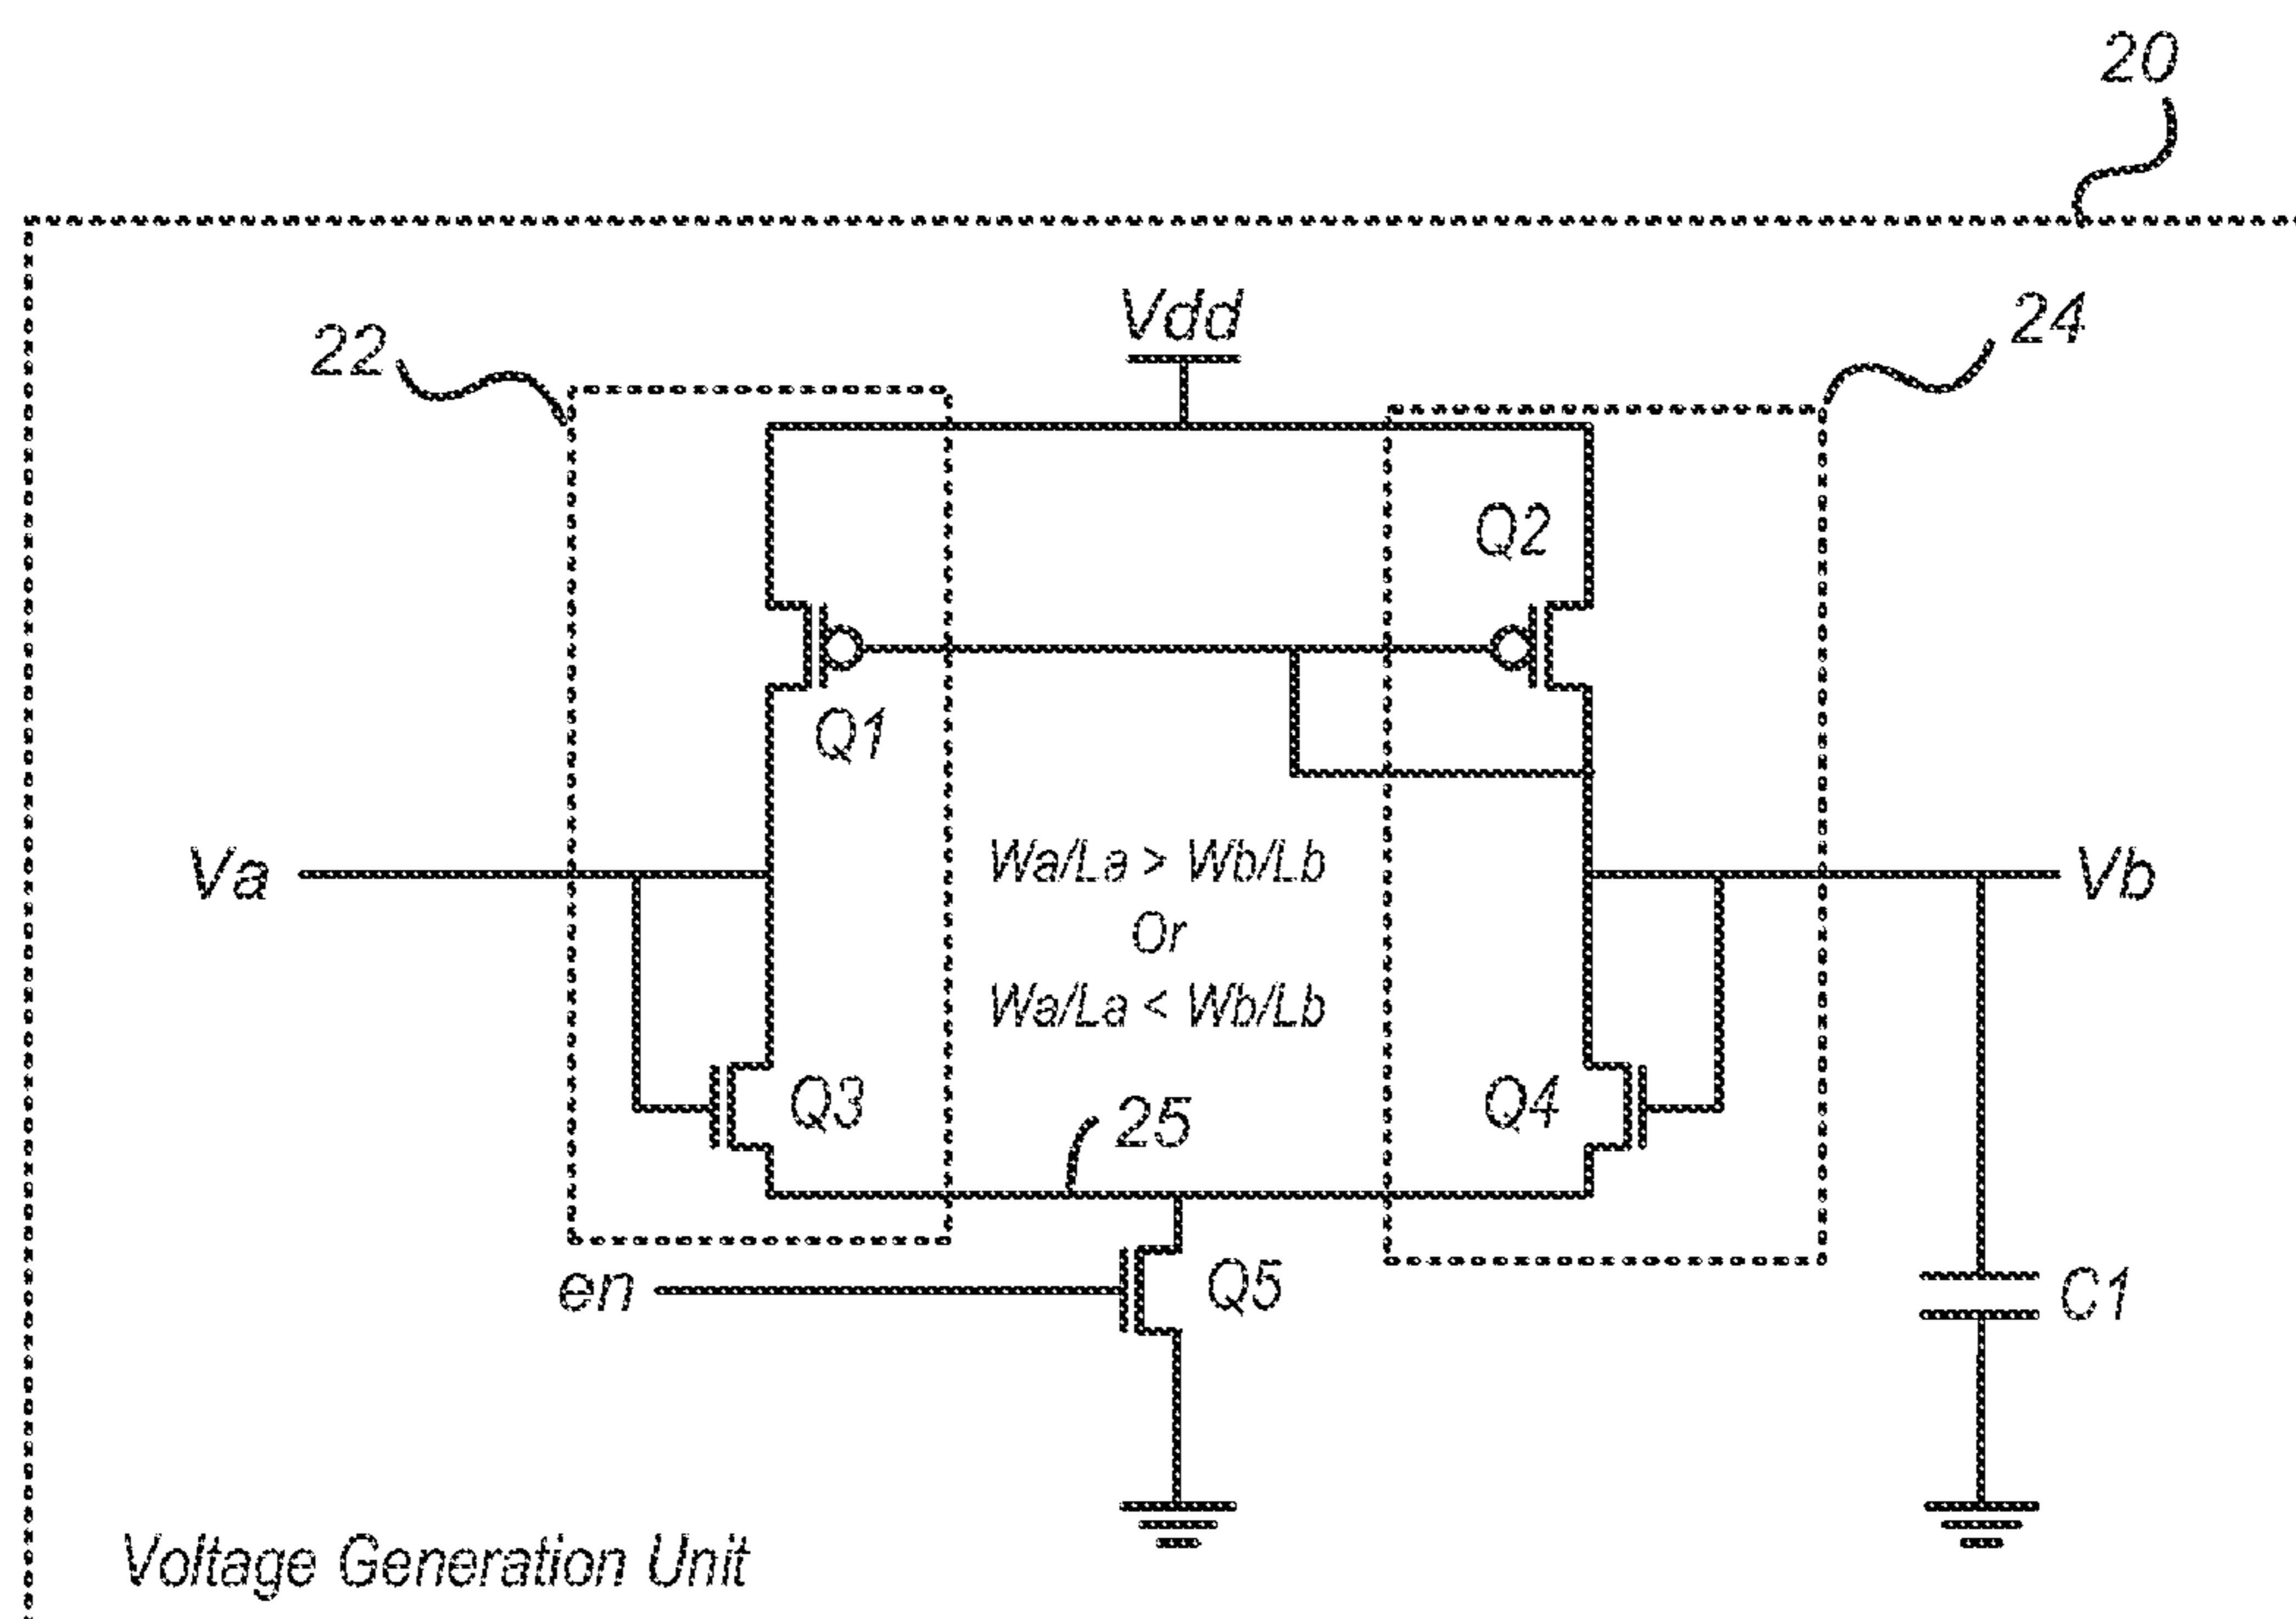 20
Vdd
22
24
Q2
Q1
Va
Wa/La > Wb/Lb
Or
Wa/La < Wb/Lb
Vb
Q3
25
Q4
en
Q5
C1
Voltage Generation Unit